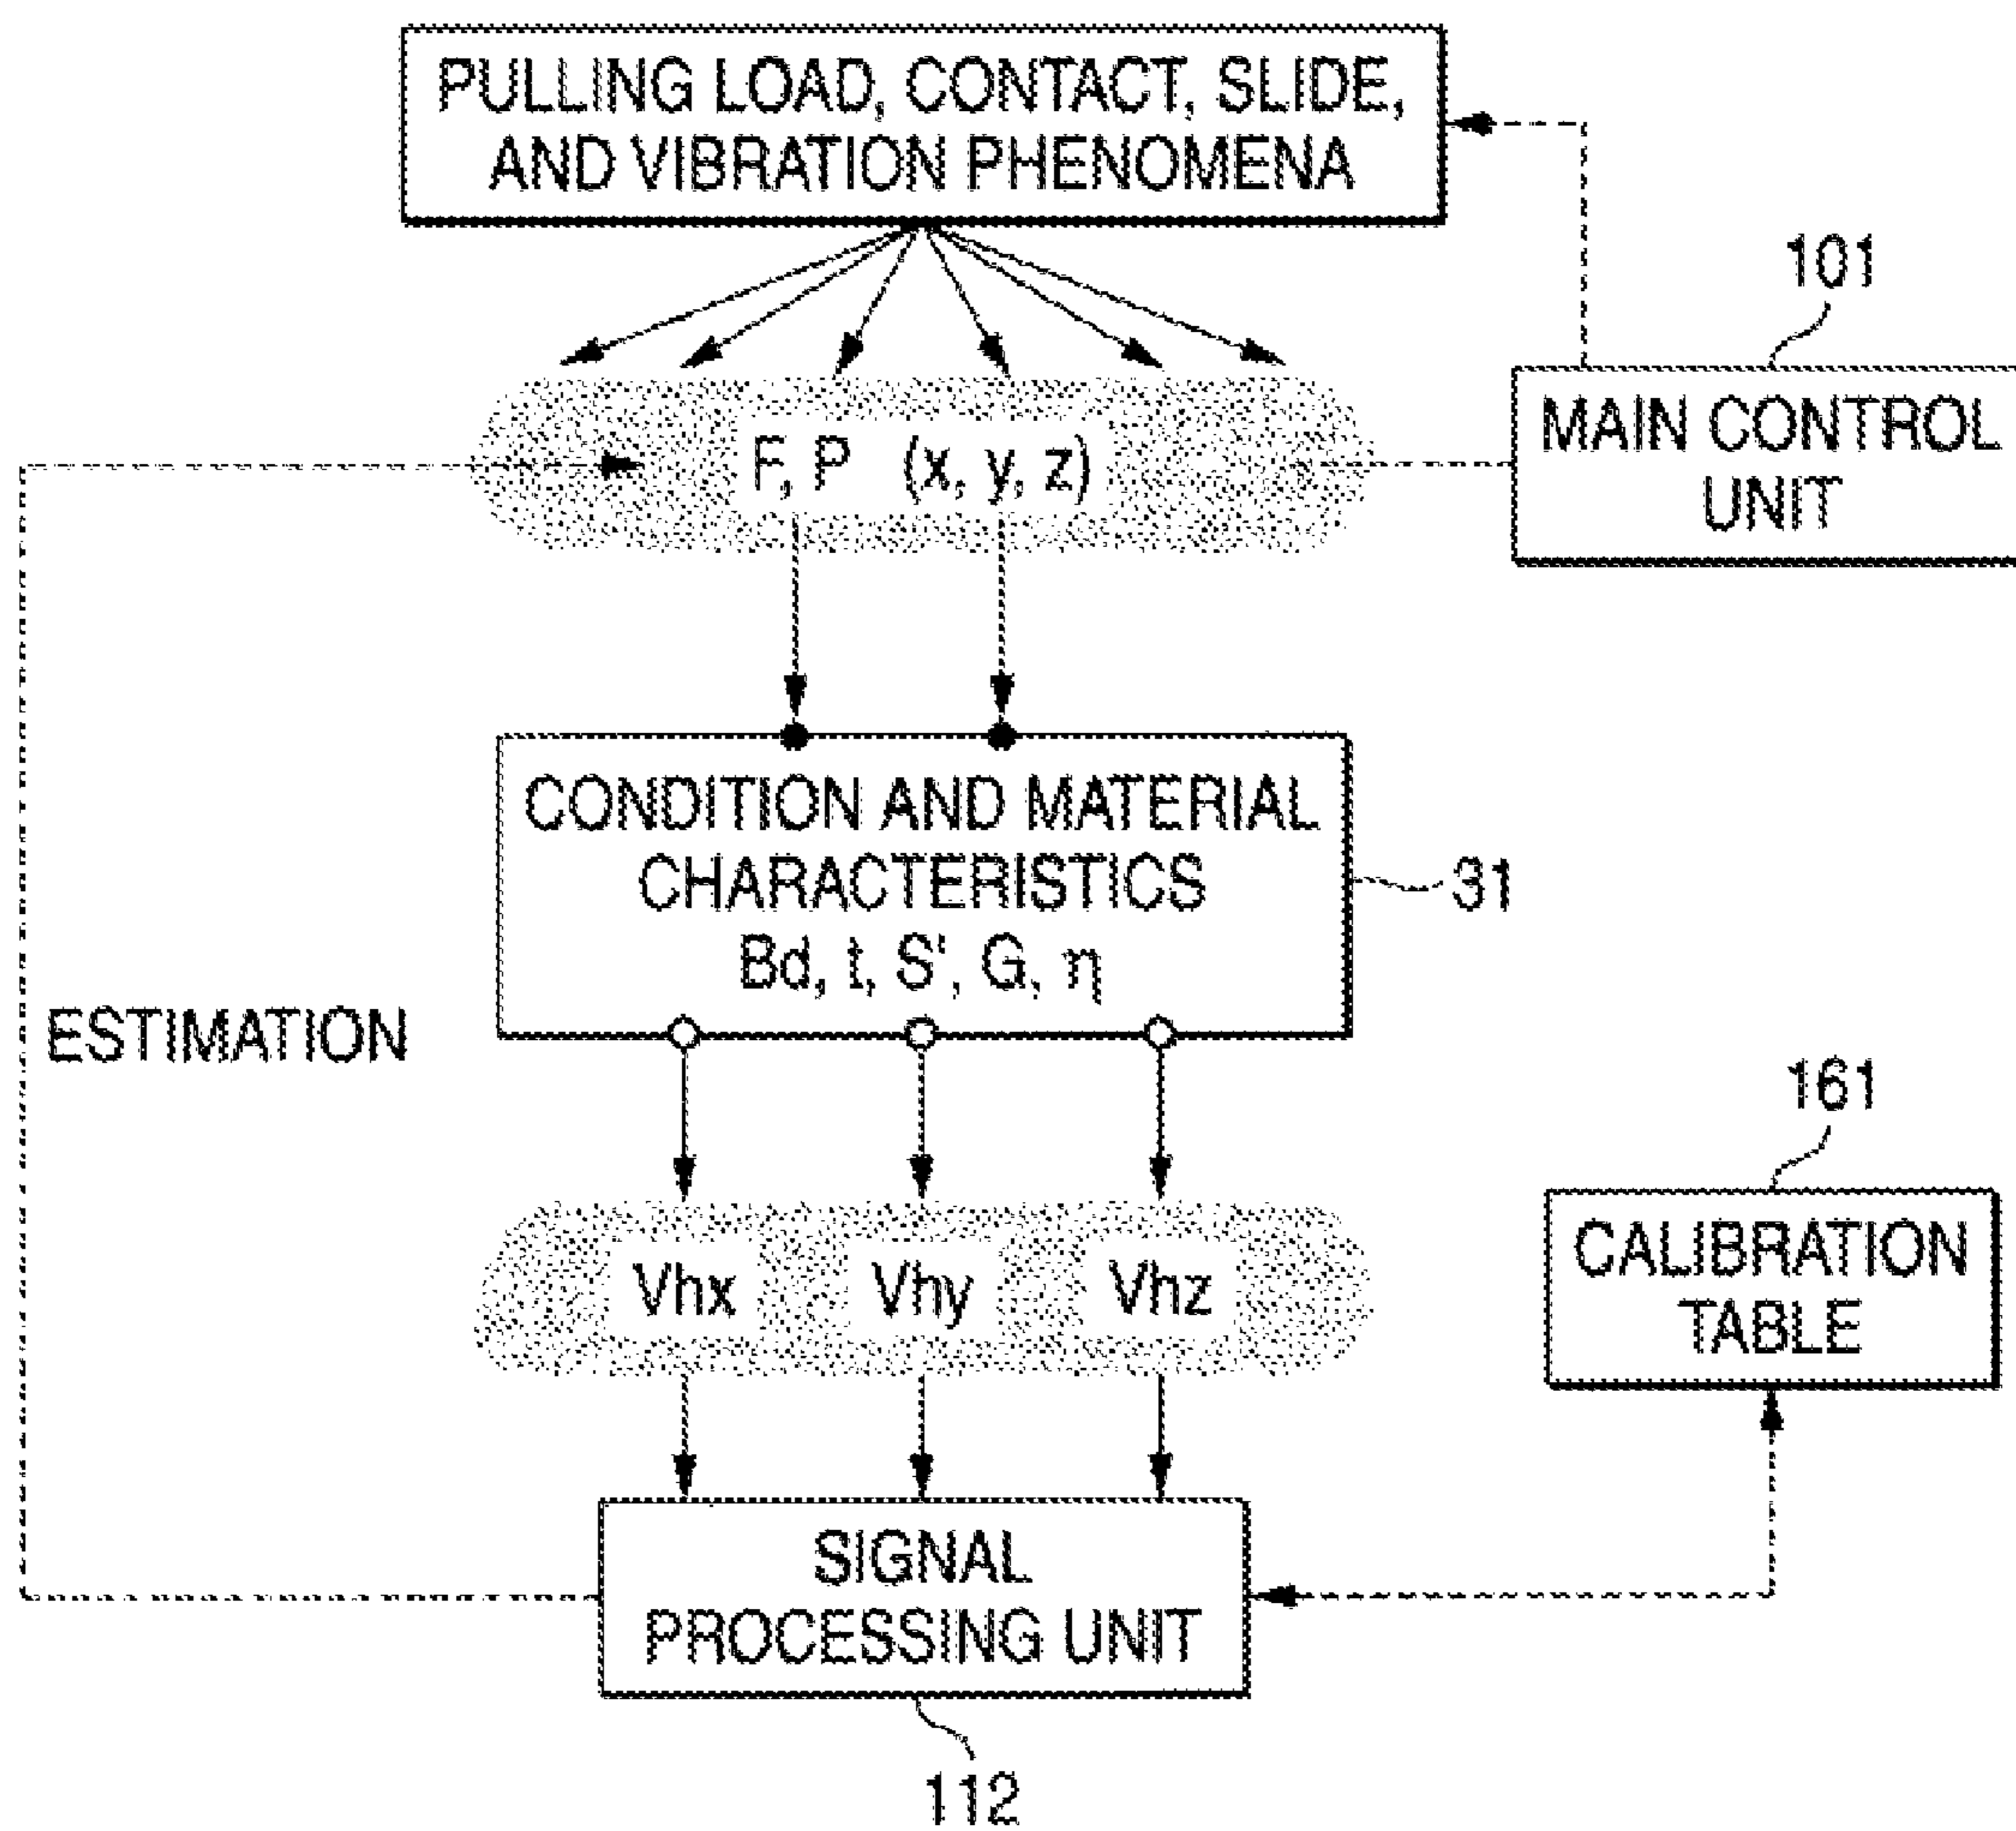 PULLING LOAD, CONTACT, SLIDE,
AND VIBRATION PHENOMENA
101
MAIN CONTROL
UNIT
F, P (x, y, z)
CONDITION AND MATERIAL
CHARACTERISTICS
Bd, t, S', G, η
31
ESTIMATION
161
CALIBRATION
TABLE
Vhx Vhy Vhz
SIGNAL
PROCESSING UNIT
112